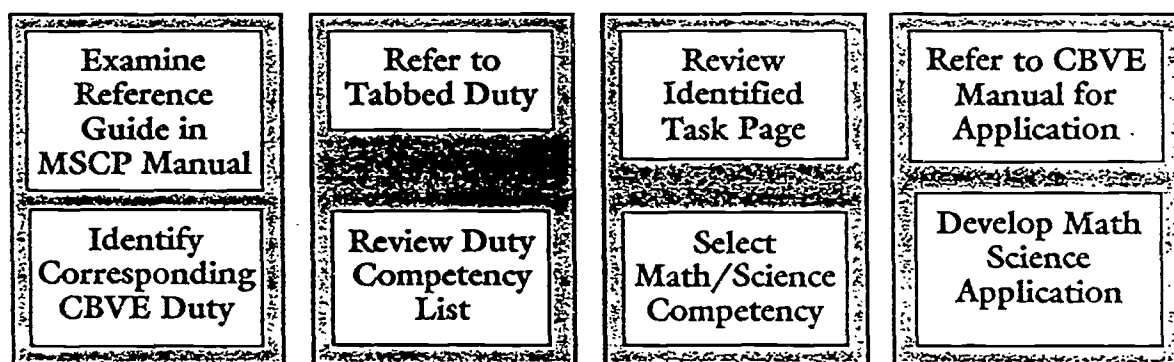 Examine
Reference
Guide in
MSCP Manual
Identify
Corresponding
CBVE Duty
Refer to
Tabbed Duty
Review Duty
Competency
List
Review
Identified
Task Page
Select
Math/Science
Competency
Refer to CBVE
Manual for
Application
Develop Math
Science
Application